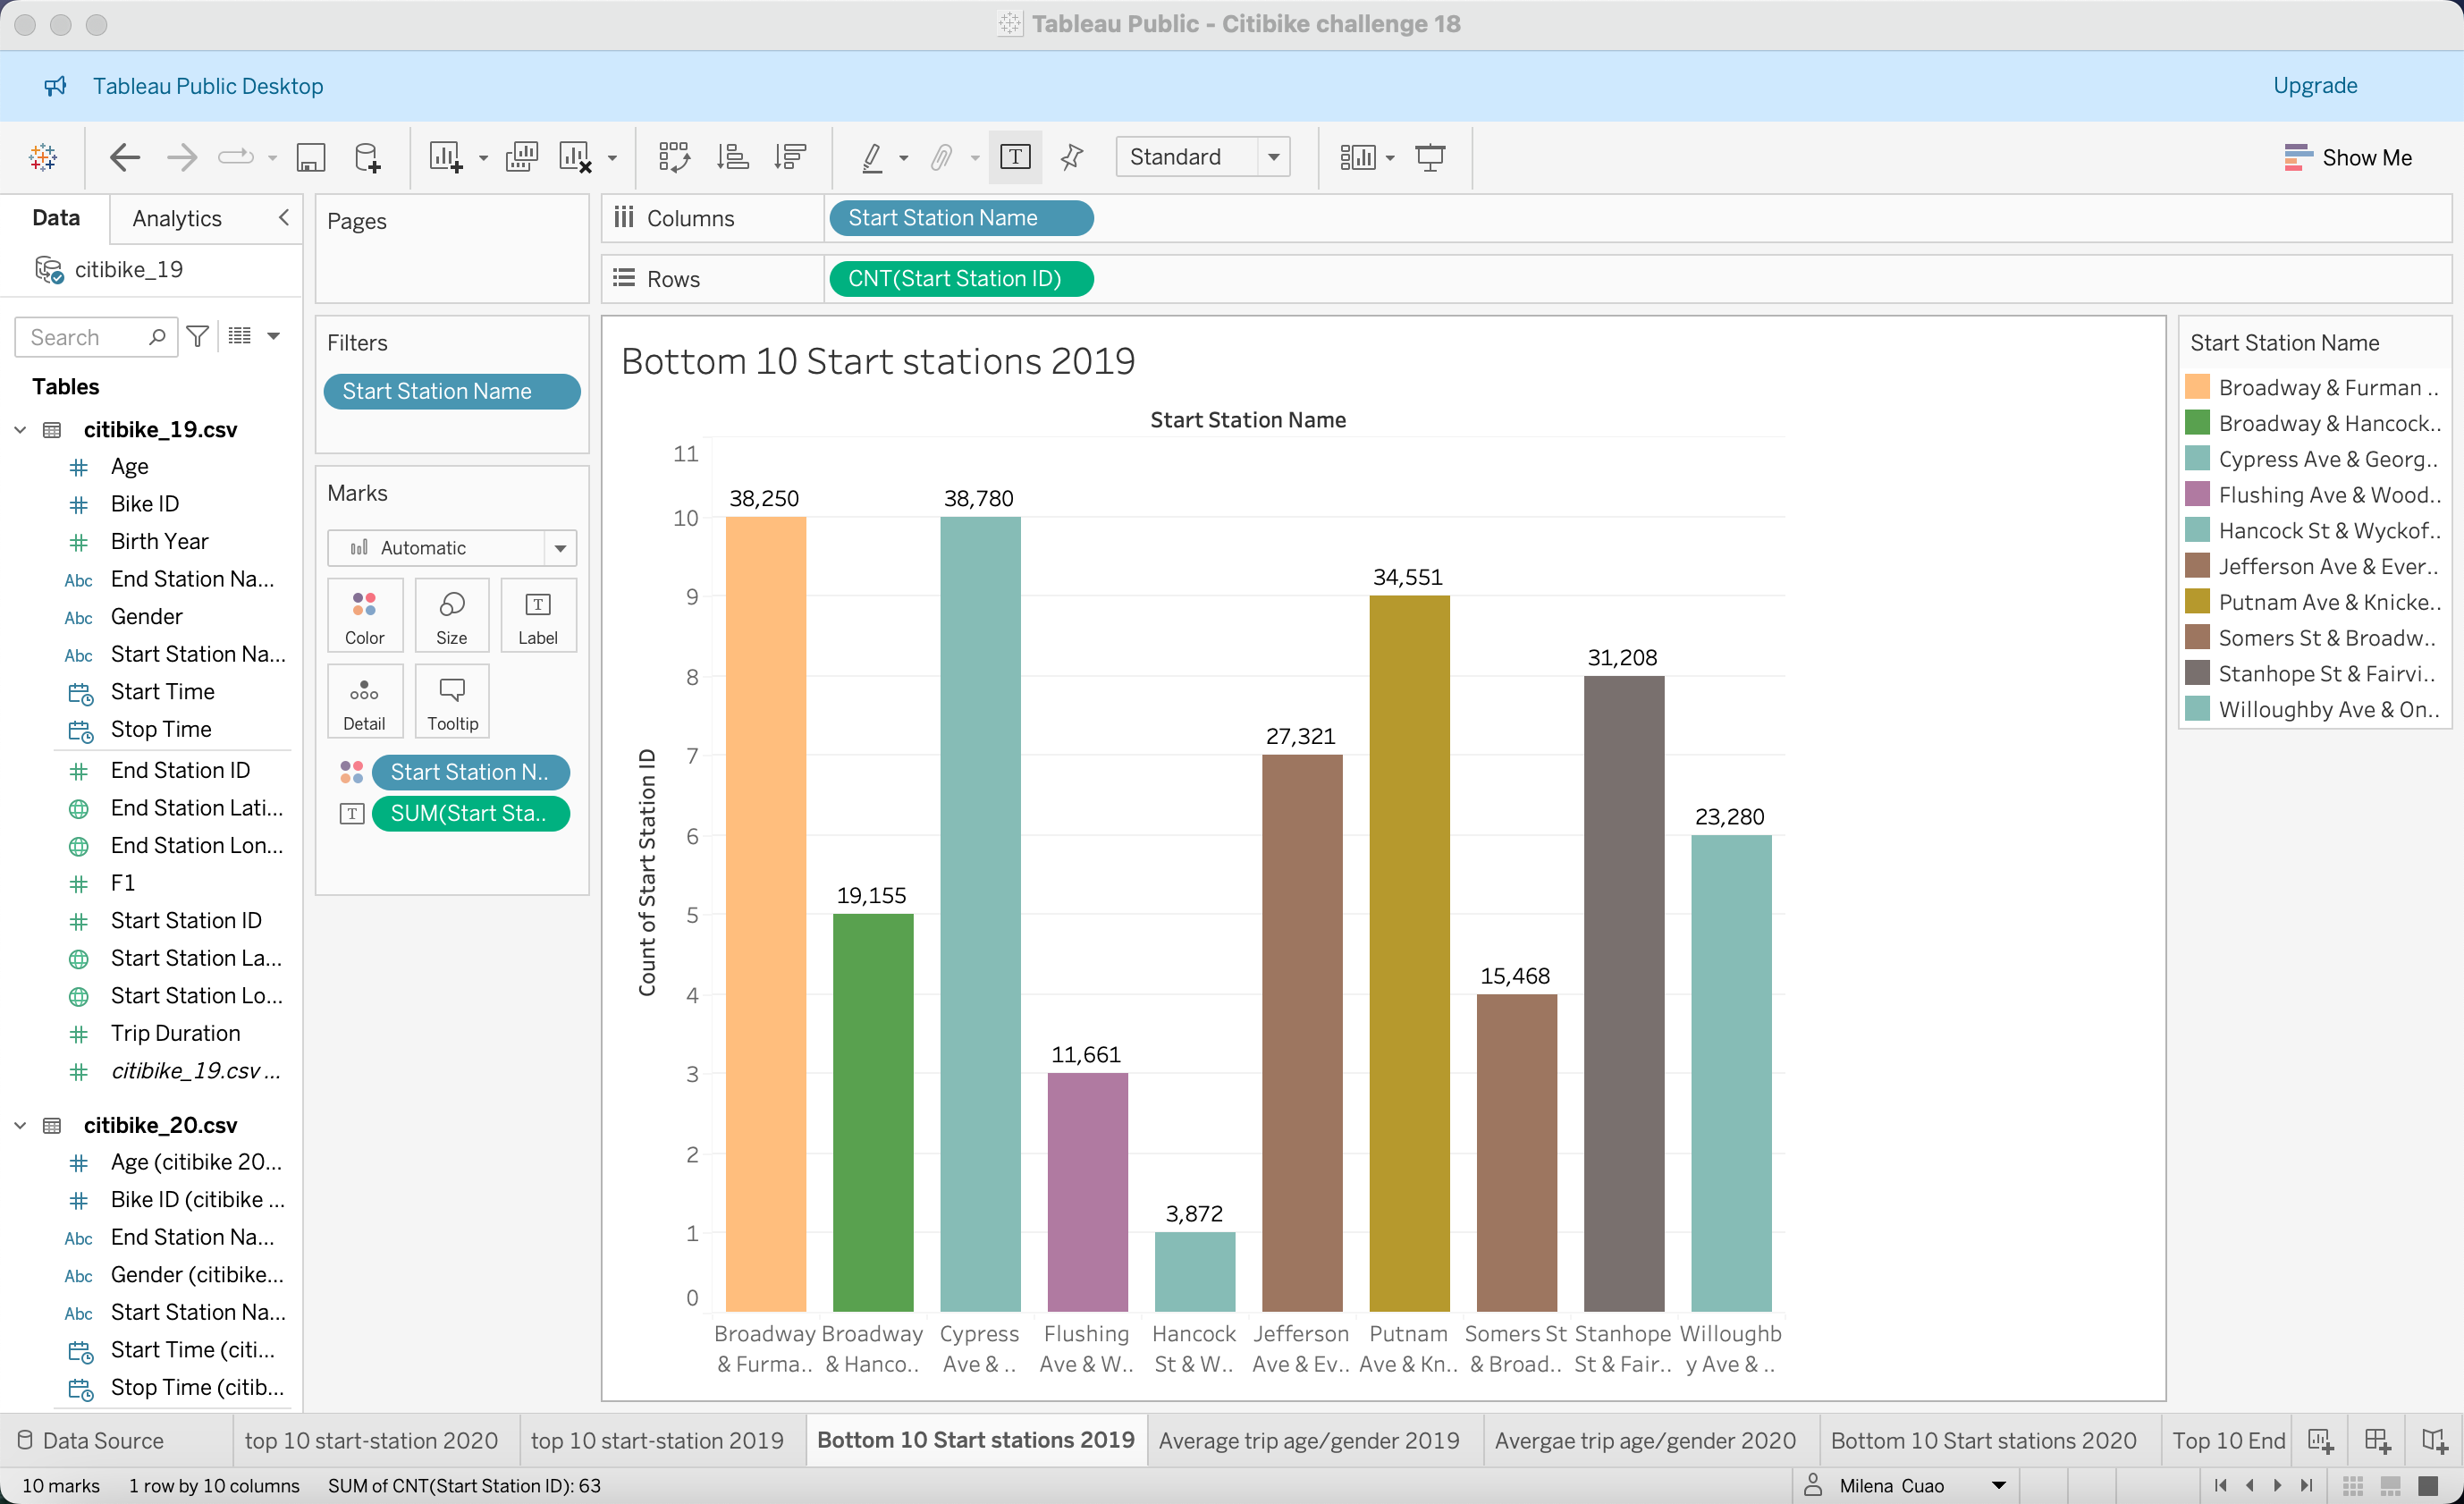 Tableau Public - Citibike challenge 18
Tableau Public Desktop
Upgrade
Standard
Show Me
Data
Analytics
citibike_19
Search
Tables
citibike_19.csv
Age
Bike ID
Birth Year
End Station Na...
Gender
Start Station Na...
Start Time
Stop Time
End Station ID
End Station Lati...
End Station Lon...
F1
Start Station ID
Start Station La...
Start Station Lo...
Trip Duration
citibike_19.csv ...
citibike_20.csv
Age (citibike 20...
Bike ID (citibike ...
End Station Na...
Gender (citibike...
Start Station Na...
Start Time (citi...
Stop Time (citib...
Pages
Filters
Start Station Name
Marks
Automatic
Color
Size
Label
Detail
Tooltip
Start Station N..
SUM(Start Sta..
Columns
Start Station Name
Rows
CNT(Start Station ID)
Bottom 10 Start stations 2019
Start Station Name
Count of Start Station ID
11
10
9
8
7
6
5
4
3
2
1
0
38,250
19,155
38,780
11,661
3,872
27,321
34,551
15,468
31,208
23,280
Broadway & Furma..
Broadway & Hanco..
Cypress Ave & ..
Flushing Ave & W..
Hancock St & W..
Jefferson Ave & Ev..
Putnam Ave & Kn..
Somers St & Broad..
Stanhope St & Fair..
Willoughb y Ave & ..
Start Station Name
Broadway & Furman ..
Broadway & Hancock..
Cypress Ave & Georg..
Flushing Ave & Wood..
Hancock St & Wyckof..
Jefferson Ave & Ever..
Putnam Ave & Knicke..
Somers St & Broadw..
Stanhope St & Fairvi..
Willoughby Ave & On..
Data Source
top 10 start-station 2020
top 10 start-station 2019
Bottom 10 Start stations 2019
Average trip age/gender 2019
Avergae trip age/gender 2020
Bottom 10 Start stations 2020
Top 10 End
10 marks
1 row by 10 columns
SUM of CNT(Start Station ID): 63
Milena Cuao